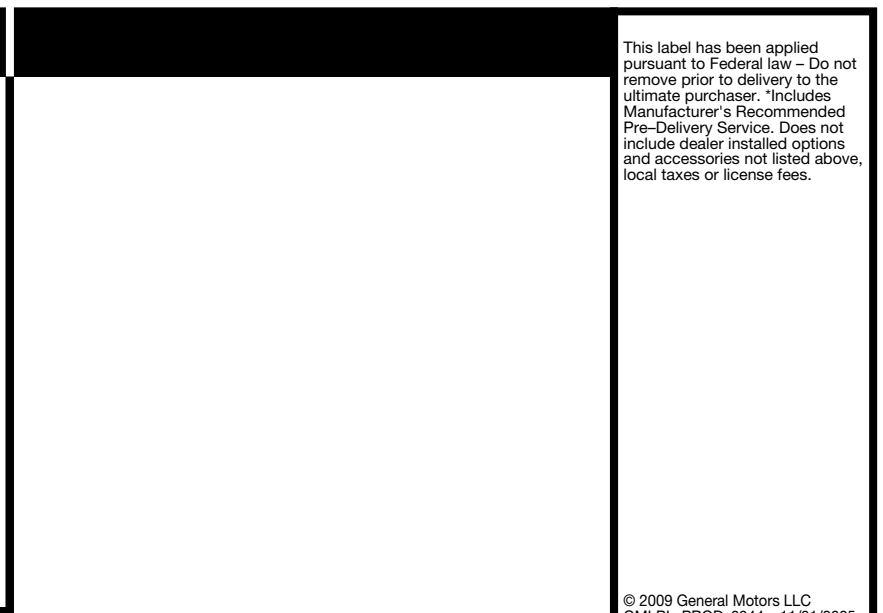 This label has been applied
pursuant to Federal law – Do not
remove prior to delivery to the
ultimate purchaser. *Includes
Manufacturer's Recommended
Pre–Delivery Service. Does not
include dealer installed options
and accessories not listed above,
local taxes or license fees.
© 2009 General Motors LLC